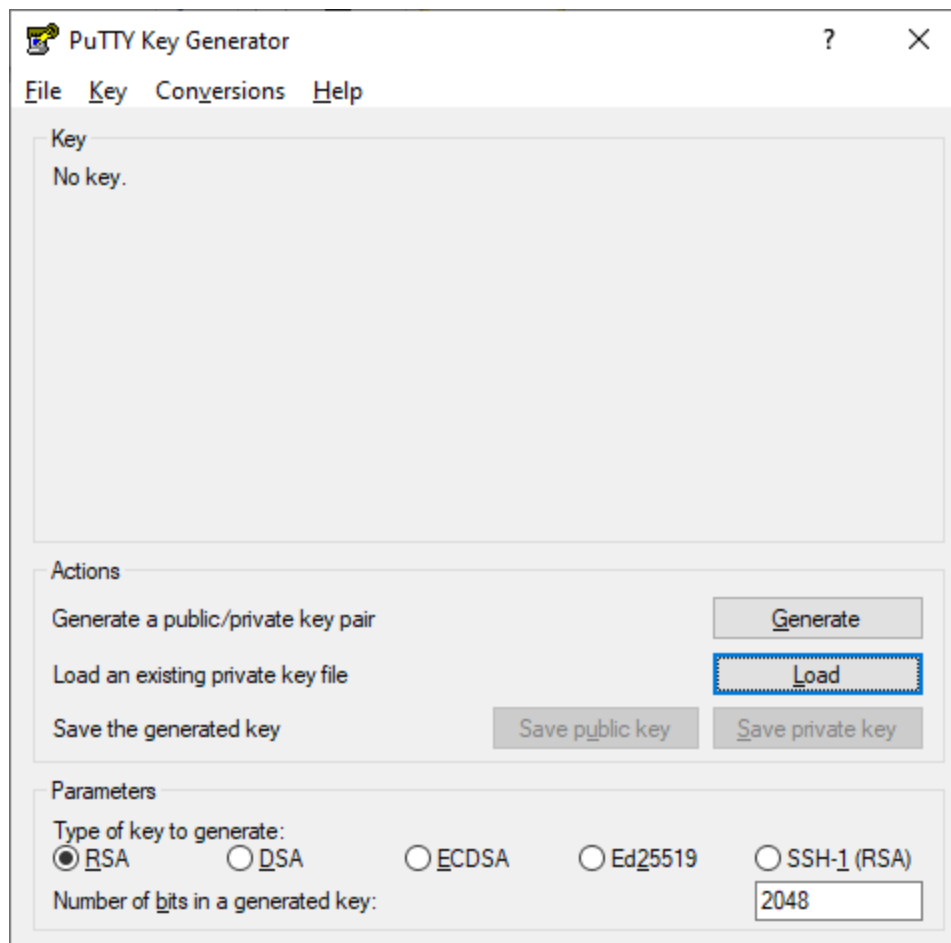 PuTTY Key Generator ?
File Key Conversions Help
Key
No key.
Actions
Generate a public/private key pair Generate
Load an existing private key file Load
Save the generated key Save public key Save private key
Parameters
Type of key to generate:
RSA DSA ECDSA Ed25519 SSH-1 (RSA)
Number of bits in a generated key: 2048